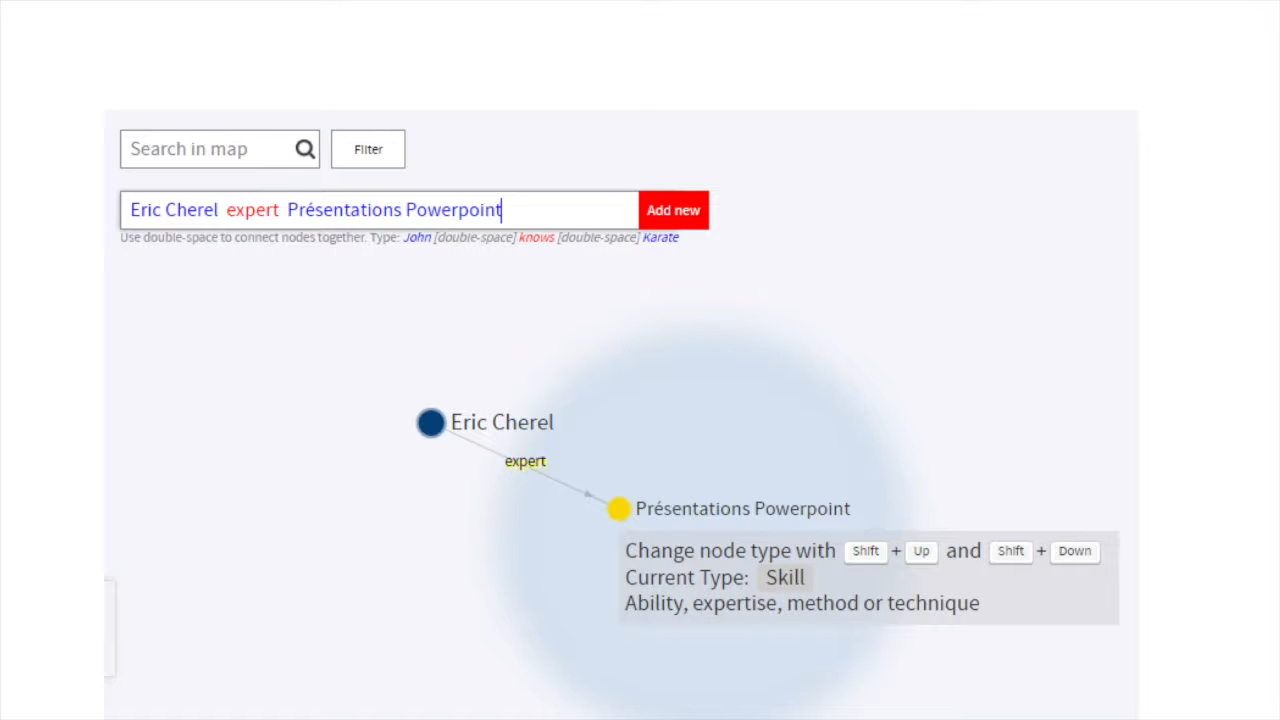 Search in map
Filter
Eric Cherel expert Présentations Powerpoint
Add new
Use double-space to connect nodes together. Type: John [double-space] knows [double-space] Karate
Eric Cherel
expert
Présentations Powerpoint
Change node type with Shift + Up and Shift + Down
Current Type: Skill
Ability, expertise, method or technique